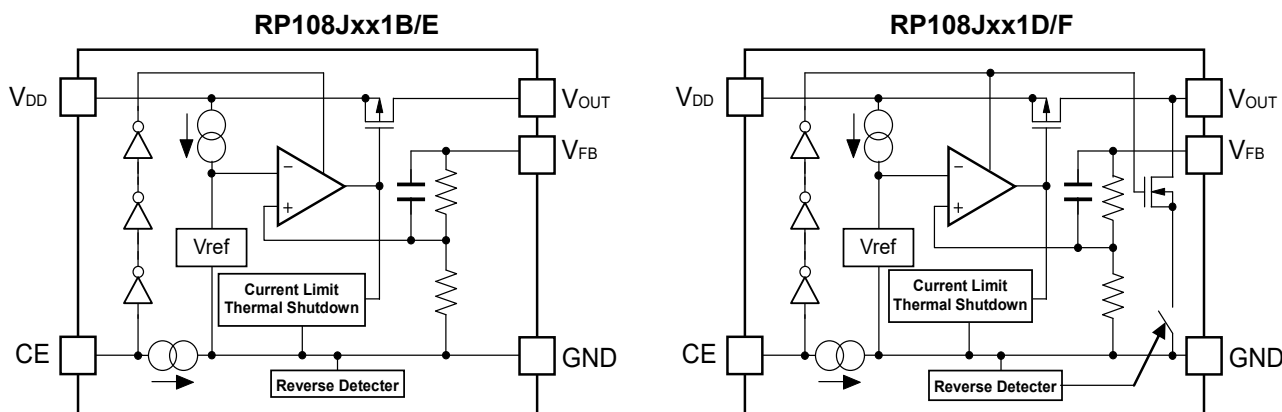 RP108Jxx1B/E
VDD
VOUT
VFB
−
+
Vref
Current Limit
Thermal Shutdown
CE
GND
Reverse Detecter
RP108Jxx1D/F
VDD
VOUT
VFB
−
+
Vref
Current Limit
Thermal Shutdown
CE
GND
Reverse Detecter